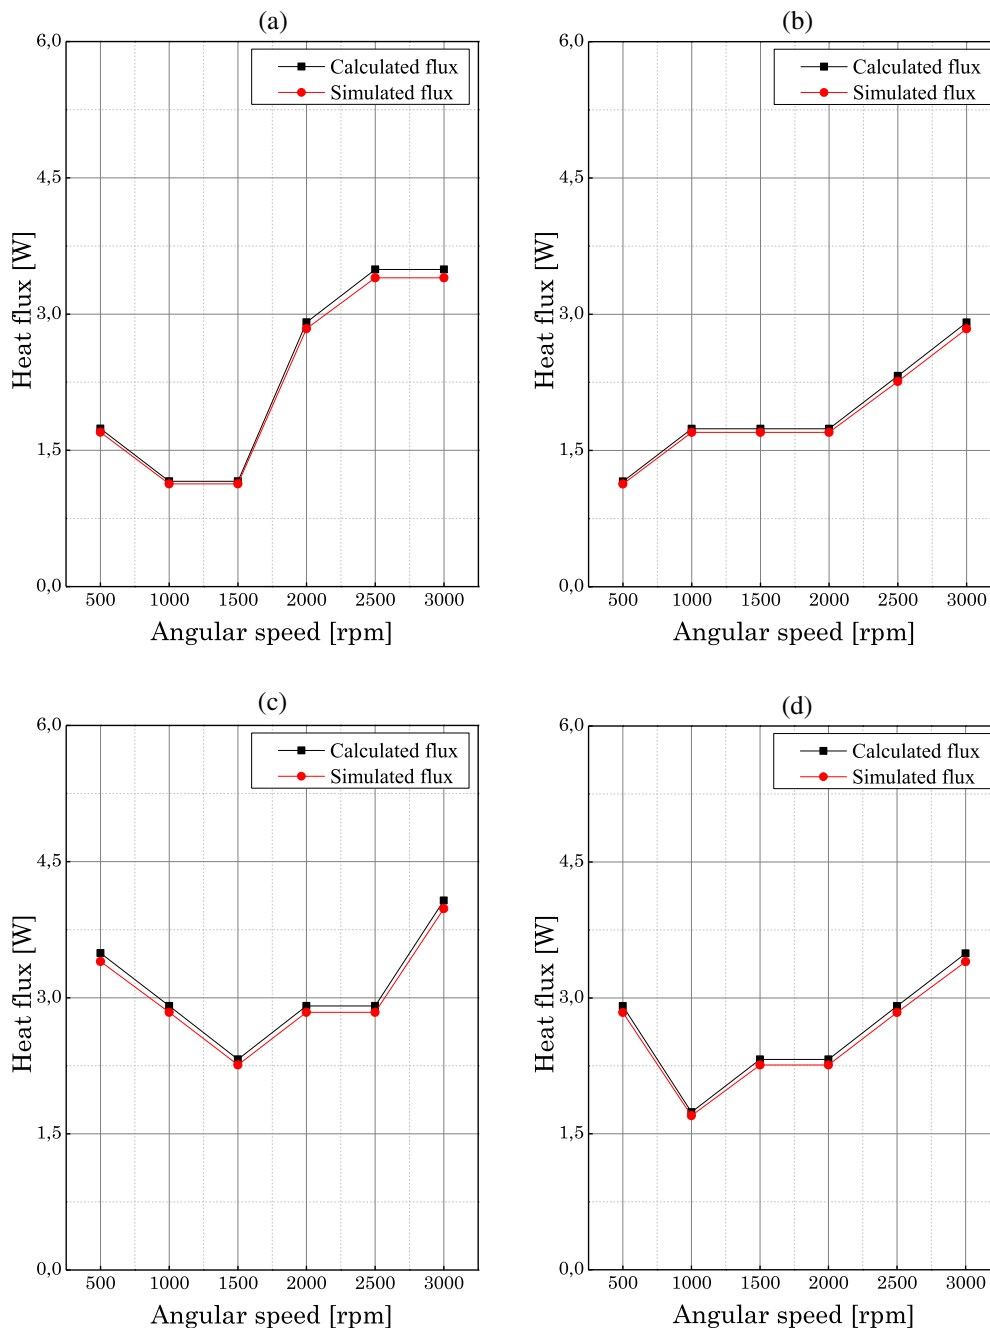 (a)
6,0
Calculated flux
Simulated flux
4,5
3,0
1,5
0,0
500 1000 1500 2000 2500 3000
Heat flux [W]
Angular speed [rpm]
(b)
6,0
Calculated flux
Simulated flux
4,5
3,0
1,5
0,0
500 1000 1500 2000 2500 3000
Heat flux [W]
Angular speed [rpm]
(c)
6,0
Calculated flux
Simulated flux
4,5
3,0
1,5
0,0
500 1000 1500 2000 2500 3000
Heat flux [W]
Angular speed [rpm]
(d)
6,0
Calculated flux
Simulated flux
4,5
3,0
1,5
0,0
500 1000 1500 2000 2500 3000
Heat flux [W]
Angular speed [rpm]